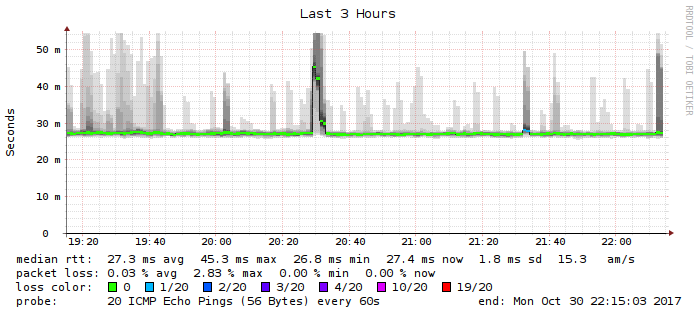 Last 3 Hours
RRDTOOL / TOBI OETIKER
Seconds
50 m
40 m
30 m
20 m
10 m
0
19:20 19:40 20:00 20:20 20:40 21:00 21:20 21:40 22:00
median rtt: 27.3 ms avg 45.3 ms max 26.8 ms min 27.4 ms now 1.8 ms sd 15.3 am/s
packet loss: 0.03 % avg 2.83 % max 0.00 % min 0.00 % now
loss color: 0 1/20 2/20 3/20 4/20 10/20 19/20
probe: 20 ICMP Echo Pings (56 Bytes) every 60s end: Mon Oct 30 22:15:03 2017